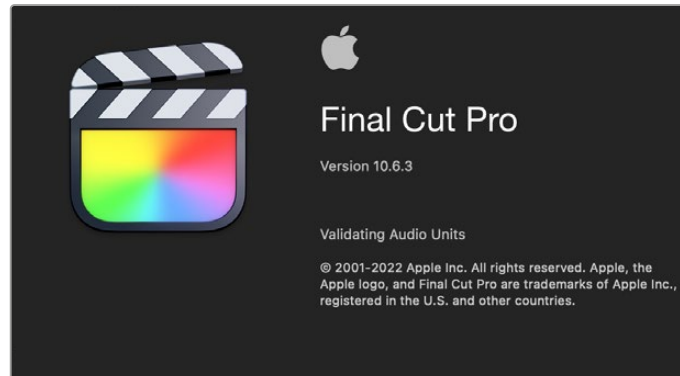 Final Cut Pro
Version 10.6.3
Validating Audio Units
© 2001-2022 Apple Inc. All rights reserved. Apple, the
Apple logo, and Final Cut Pro are trademarks of Apple Inc.,
registered in the U.S. and other countries.